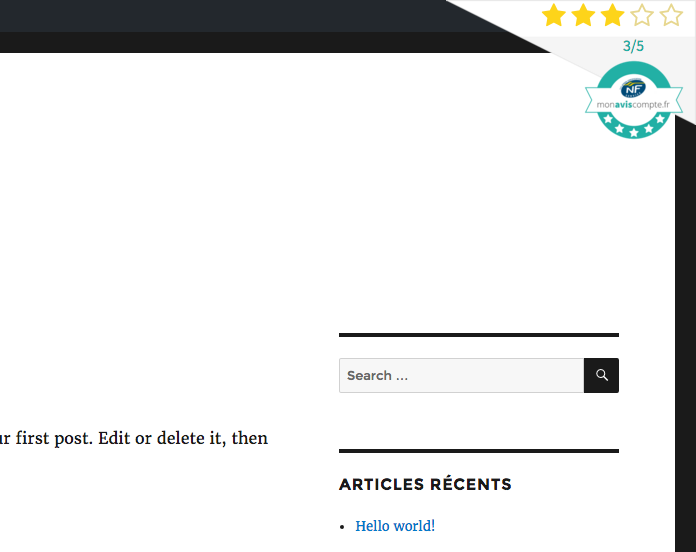 3/5
NF
monaviscompte.fr
Search ...
ur first post. Edit or delete it, then
ARTICLES RÉCENTS
Hello world!